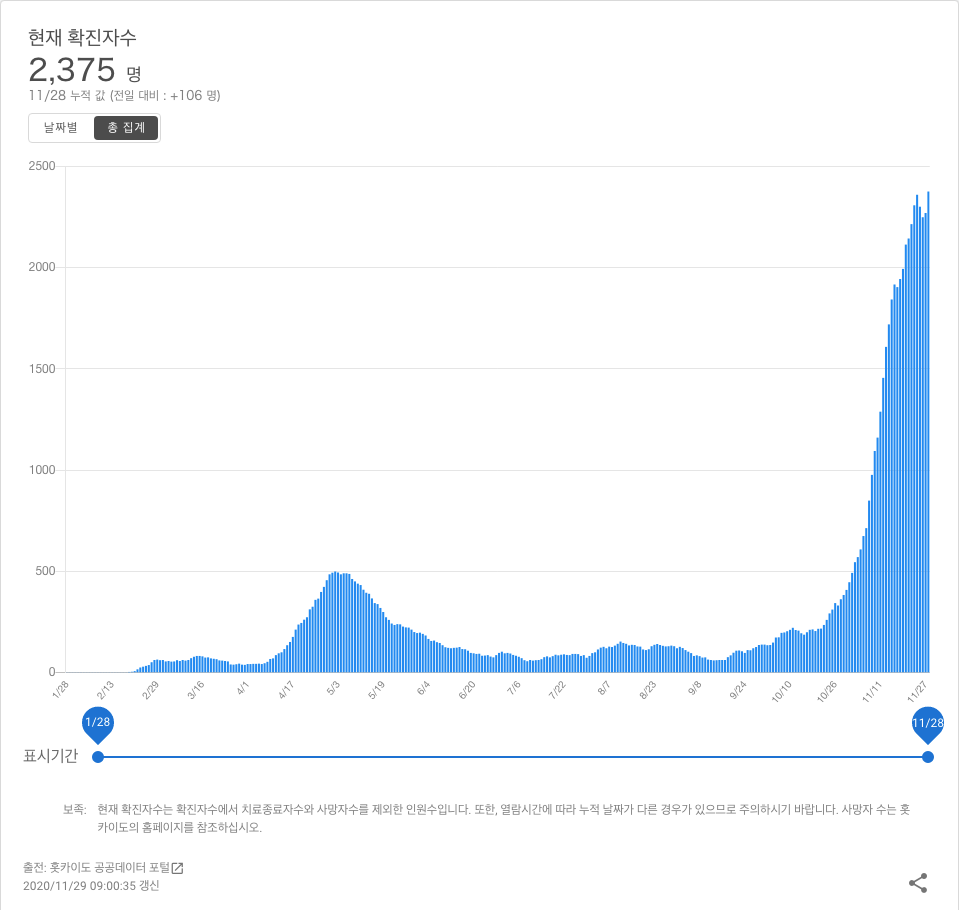 현재 확진자수
2,375 명
11/28 누적 값 (전일 대비 : +106 명)
날짜별 총 집계
2500
2000
1500
1000
500
0
1/28 2/13 2/29 3/16 4/1 4/17 5/3 5/19 6/4 6/20 7/6 7/22 8/7 8/23 9/8 9/24 10/10 10/26 11/11 11/27
1/28 11/28
표시기간
보족: 현재 확진자수는 확진자수에서 치료종료자수와 사망자수를 제외한 인원수입니다. 또한, 열람시간에 따라 누적 날짜가 다른 경우가 있으므로 주의하시기 바랍니다. 사망자 수는 홋
카이도의 홈페이지를 참조하십시오.
출전: 홋카이도 공공데이터 포털
2020/11/29 09:00:35 갱신